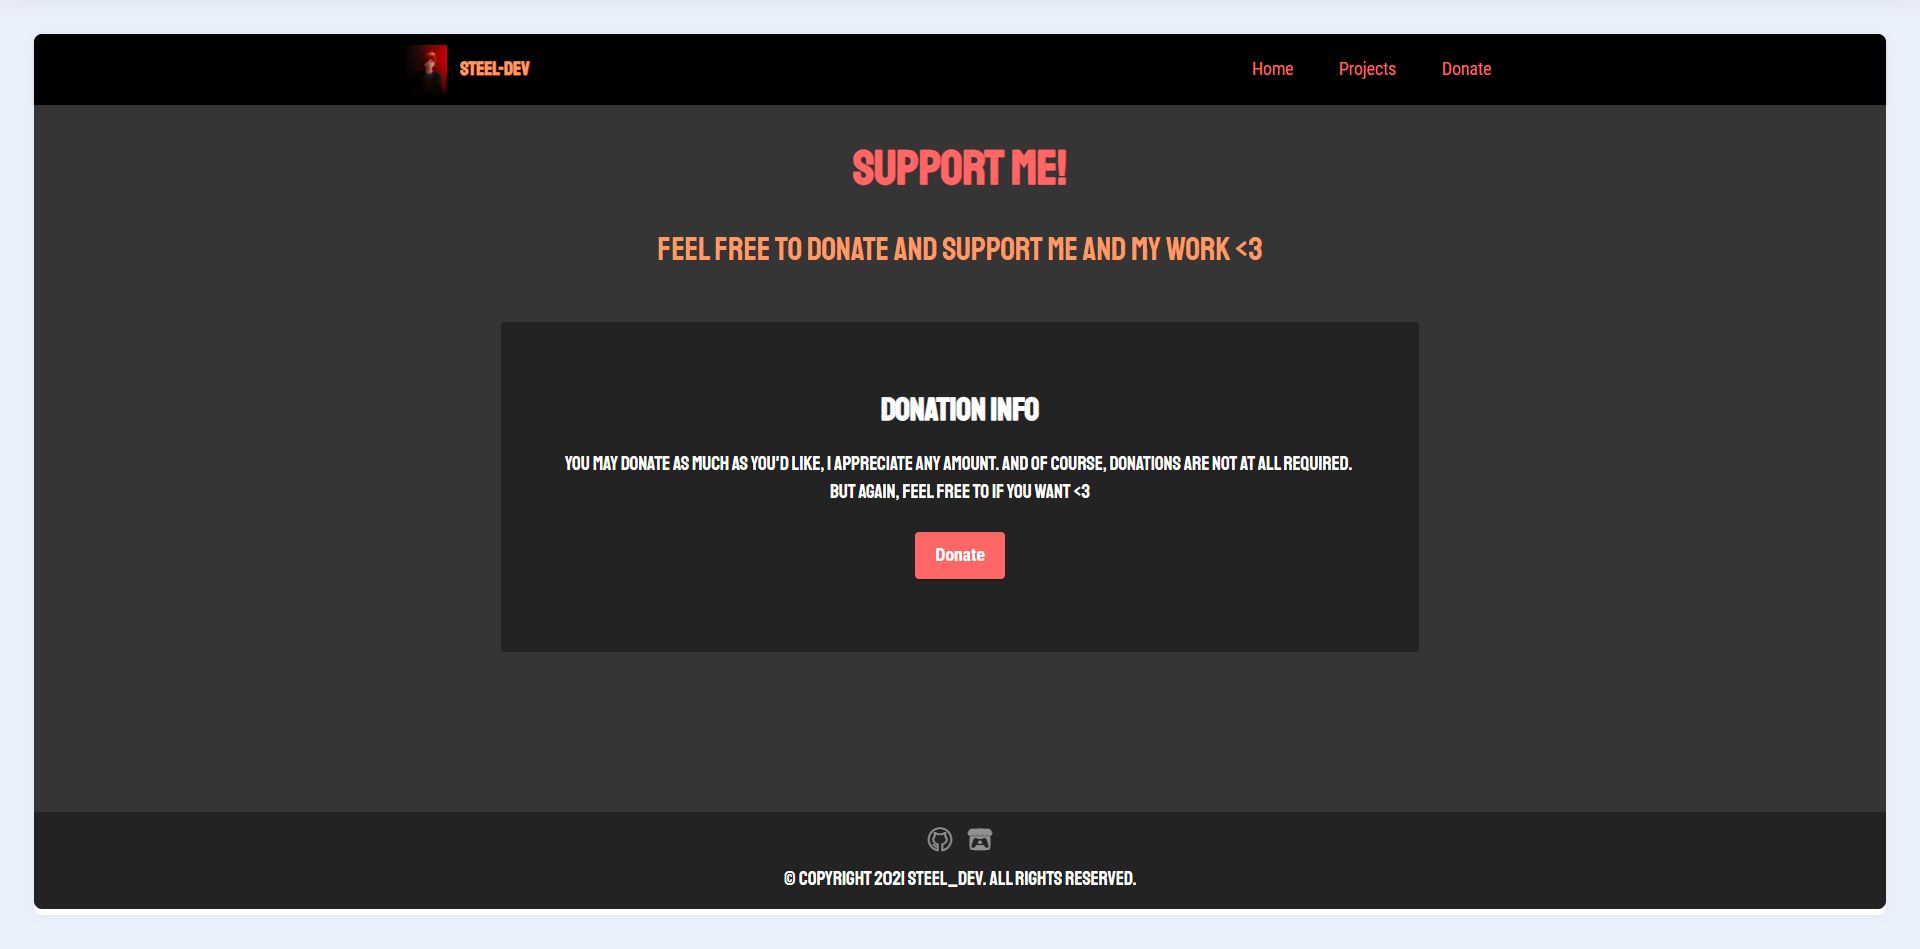 STEEL-DEV
Home Projects Donate
SUPPORT ME!
FEEL FREE TO DONATE AND SUPPORT ME AND MY WORK <3
DONATION INFO
YOU MAY DONATE AS MUCH AS YOU'D LIKE, I APPRECIATE ANY AMOUNT. AND OF COURSE, DONATIONS ARE NOT AT ALL REQUIRED.
BUT AGAIN, FEEL FREE TO IF YOU WANT <3
Donate
© COPYRIGHT 2021 STEEL_DEV. ALL RIGHTS RESERVED.